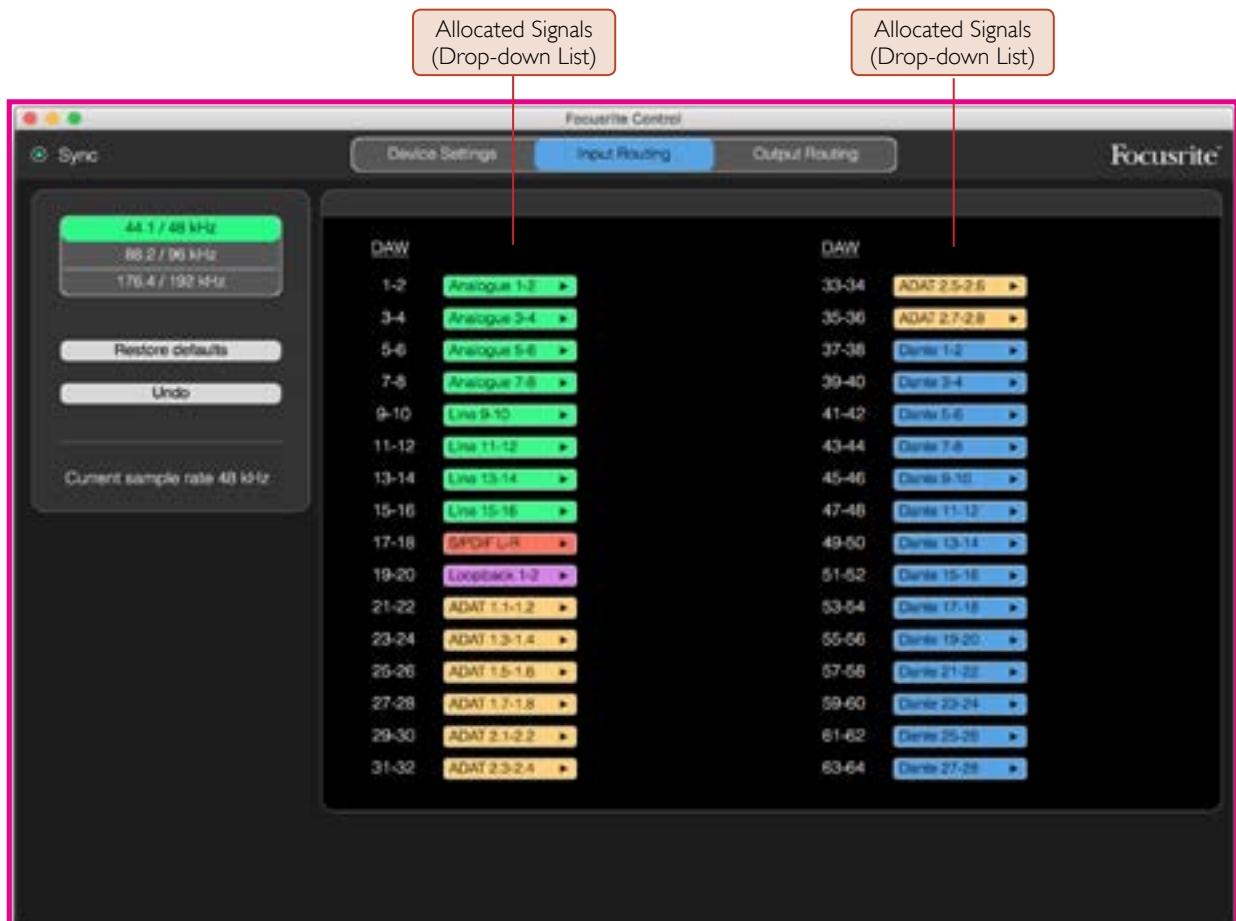 Allocated Signals
(Drop-down List)
Allocated Signals
(Drop-down List)
Focusrite Control
Sync
Device Settings
Input Routing
Output Routing
Focusrite
44.1 / 48 kHz
88.2 / 96 kHz
176.4 / 192 kHz
Restore defaults
Undo
Current sample rate 48 kHz
DAW
1-2 Analogue 1-2
3-4 Analogue 3-4
5-6 Analogue 5-6
7-8 Analogue 7-8
9-10 Line 9-10
11-12 Line 11-12
13-14 Line 13-14
15-16 Line 15-16
17-18 S/PDIF L-R
19-20 Loopback 1-2
21-22 ADAT 1.1-1.2
23-24 ADAT 1.3-1.4
25-26 ADAT 1.5-1.6
27-28 ADAT 1.7-1.8
29-30 ADAT 2.1-2.2
31-32 ADAT 2.3-2.4
DAW
33-34 ADAT 2.5-2.6
35-36 ADAT 2.7-2.8
37-38 Dante 1-2
39-40 Dante 3-4
41-42 Dante 5-6
43-44 Dante 7-8
45-46 Dante 9-10
47-48 Dante 11-12
49-50 Dante 13-14
51-52 Dante 15-16
53-54 Dante 17-18
55-56 Dante 19-20
57-58 Dante 21-22
59-60 Dante 23-24
61-62 Dante 25-26
63-64 Dante 27-28